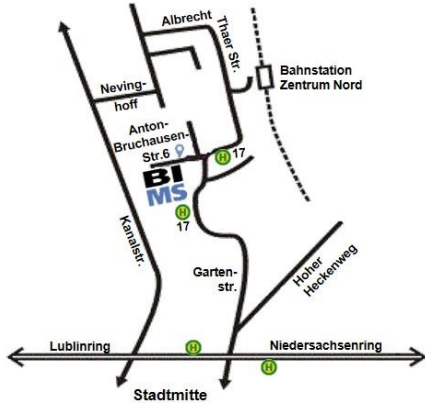 Albrecht
Thaer Str.
Neving-
hoff
Bahnstation
Zentrum Nord
Anton-
Bruchausen-
Str.6
H 17
BI
MS
H
17
Kanalstr.
Garten-
str.
Hoher
Heckenweg
Lublinring
H
Niedersachsenring
H
Stadtmitte